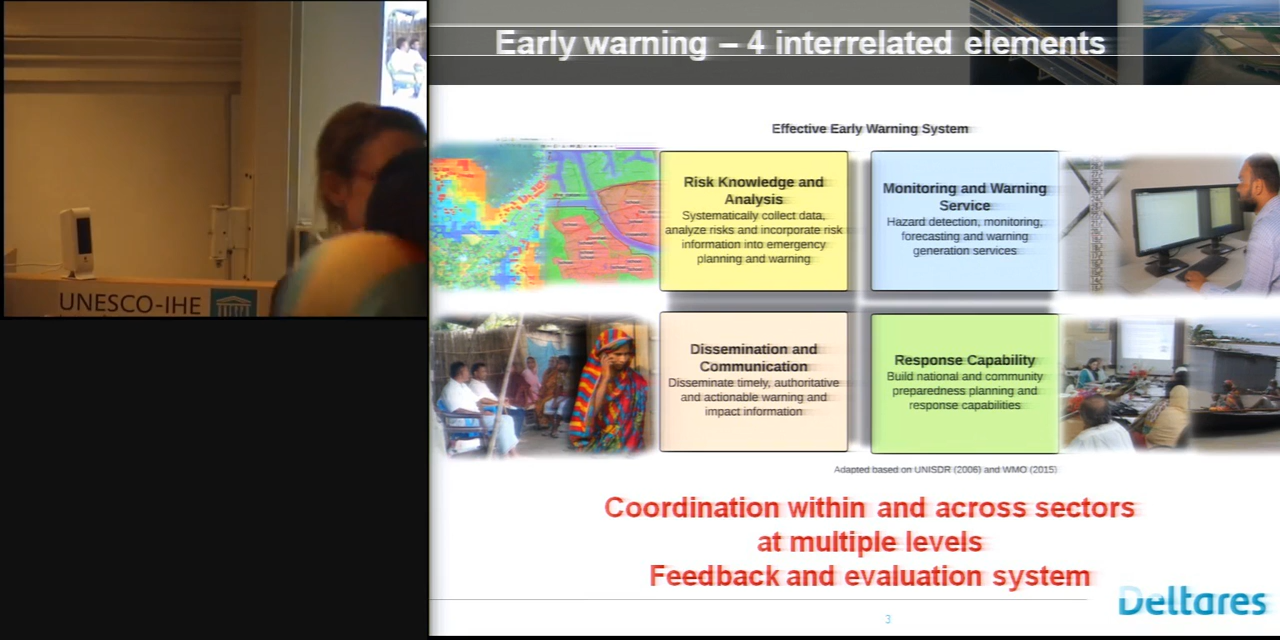 Early warning – 4 interrelated elements
Effective Early Warning System
Risk Knowledge and
Analysis
Systematically collect data,
analyze risks and incorporate risk
information into emergency
planning and warning
Monitoring and Warning
Service
Hazard detection, monitoring,
forecasting and warning
generation services
Dissemination and
Communication
Disseminate timely, authoritative
and actionable warning and
impact information
Response Capability
Build national and community
preparedness planning and
response capabilities
Adapted based on UNISDR (2006) and WMO (2015)
Coordination within and across sectors
at multiple levels
Feedback and evaluation system
Deltares
3
UNESCO-IHE